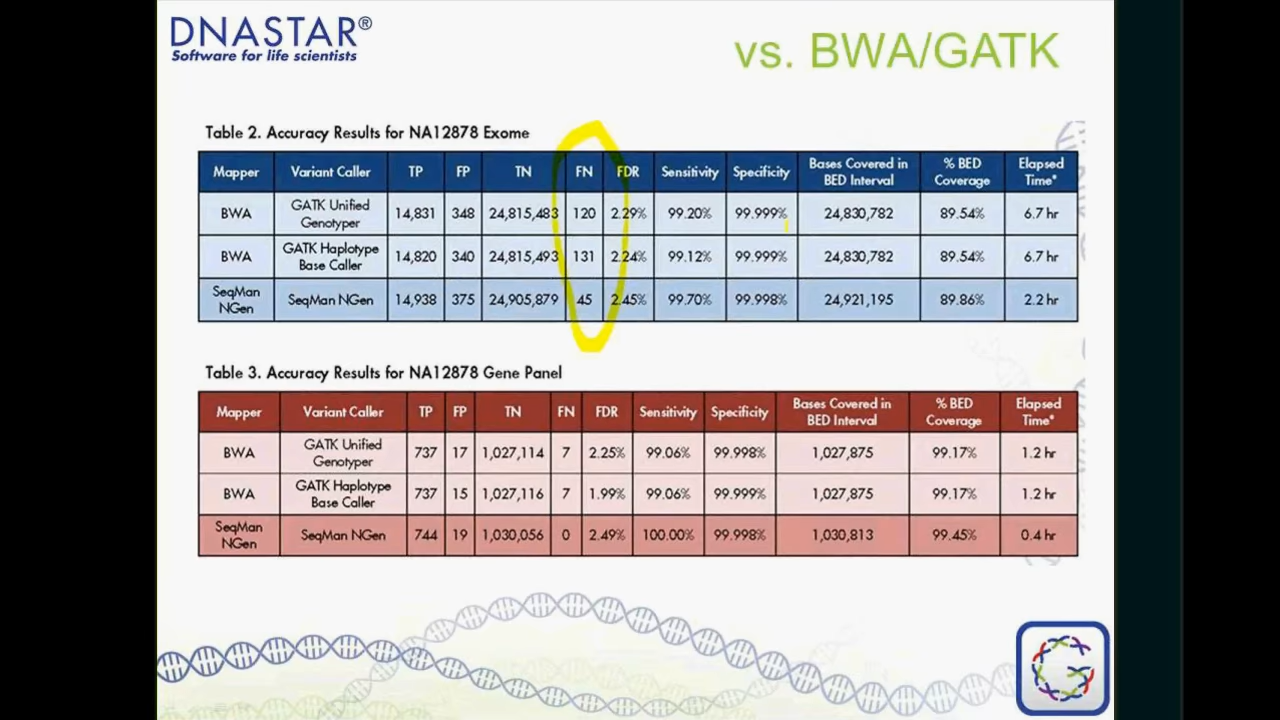 DNASTAR®
Software for life scientists
vs. BWA/GATK
Table 2. Accuracy Results for NA12878 Exome
Mapper Variant Caller TP FP TN FN FDR Sensitivity Specificity Bases Covered in BED Interval % BED Coverage Elapsed Time*
BWA GATK Unified Genotyper 14,831 348 24,815,483 120 2.29% 99.20% 99.999% 24,830,782 89.54% 6.7 hr
BWA GATK Haplotype Base Caller 14,820 340 24,815,493 131 2.24% 99.12% 99.999% 24,830,782 89.54% 6.7 hr
SeqMan NGen SeqMan NGen 14,938 375 24,905,879 45 2.45% 99.70% 99.998% 24,921,195 89.86% 2.2 hr
Table 3. Accuracy Results for NA12878 Gene Panel
Mapper Variant Caller TP FP TN FN FDR Sensitivity Specificity Bases Covered in BED Interval % BED Coverage Elapsed Time*
BWA GATK Unified Genotyper 737 17 1,027,114 7 2.25% 99.06% 99.998% 1,027,875 99.17% 1.2 hr
BWA GATK Haplotype Base Caller 737 15 1,027,116 7 1.99% 99.06% 99.999% 1,027,875 99.17% 1.2 hr
SeqMan NGen SeqMan NGen 744 19 1,030,056 0 2.49% 100.00% 99.998% 1,030,813 99.45% 0.4 hr